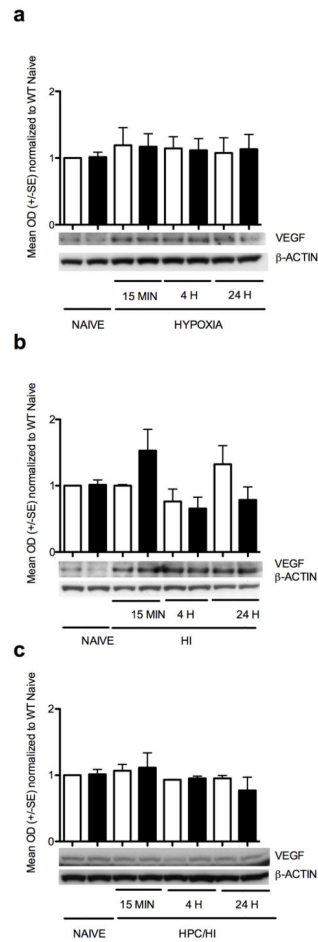 a
Mean OD (+/-SE) normalized to WT Naive
2
1
0
VEGF
β-ACTIN
15 MIN 4 H 24 H
NAIVE HYPOXIA
b
Mean OD (+/-SE) normalized to WT Naive
2
1
0
VEGF
β-ACTIN
15 MIN 4 H 24 H
NAIVE HI
c
Mean OD (+/-SE) normalized to WT Naive
2
1
0
VEGF
β-ACTIN
15 MIN 4 H 24 H
NAIVE HPC/HI